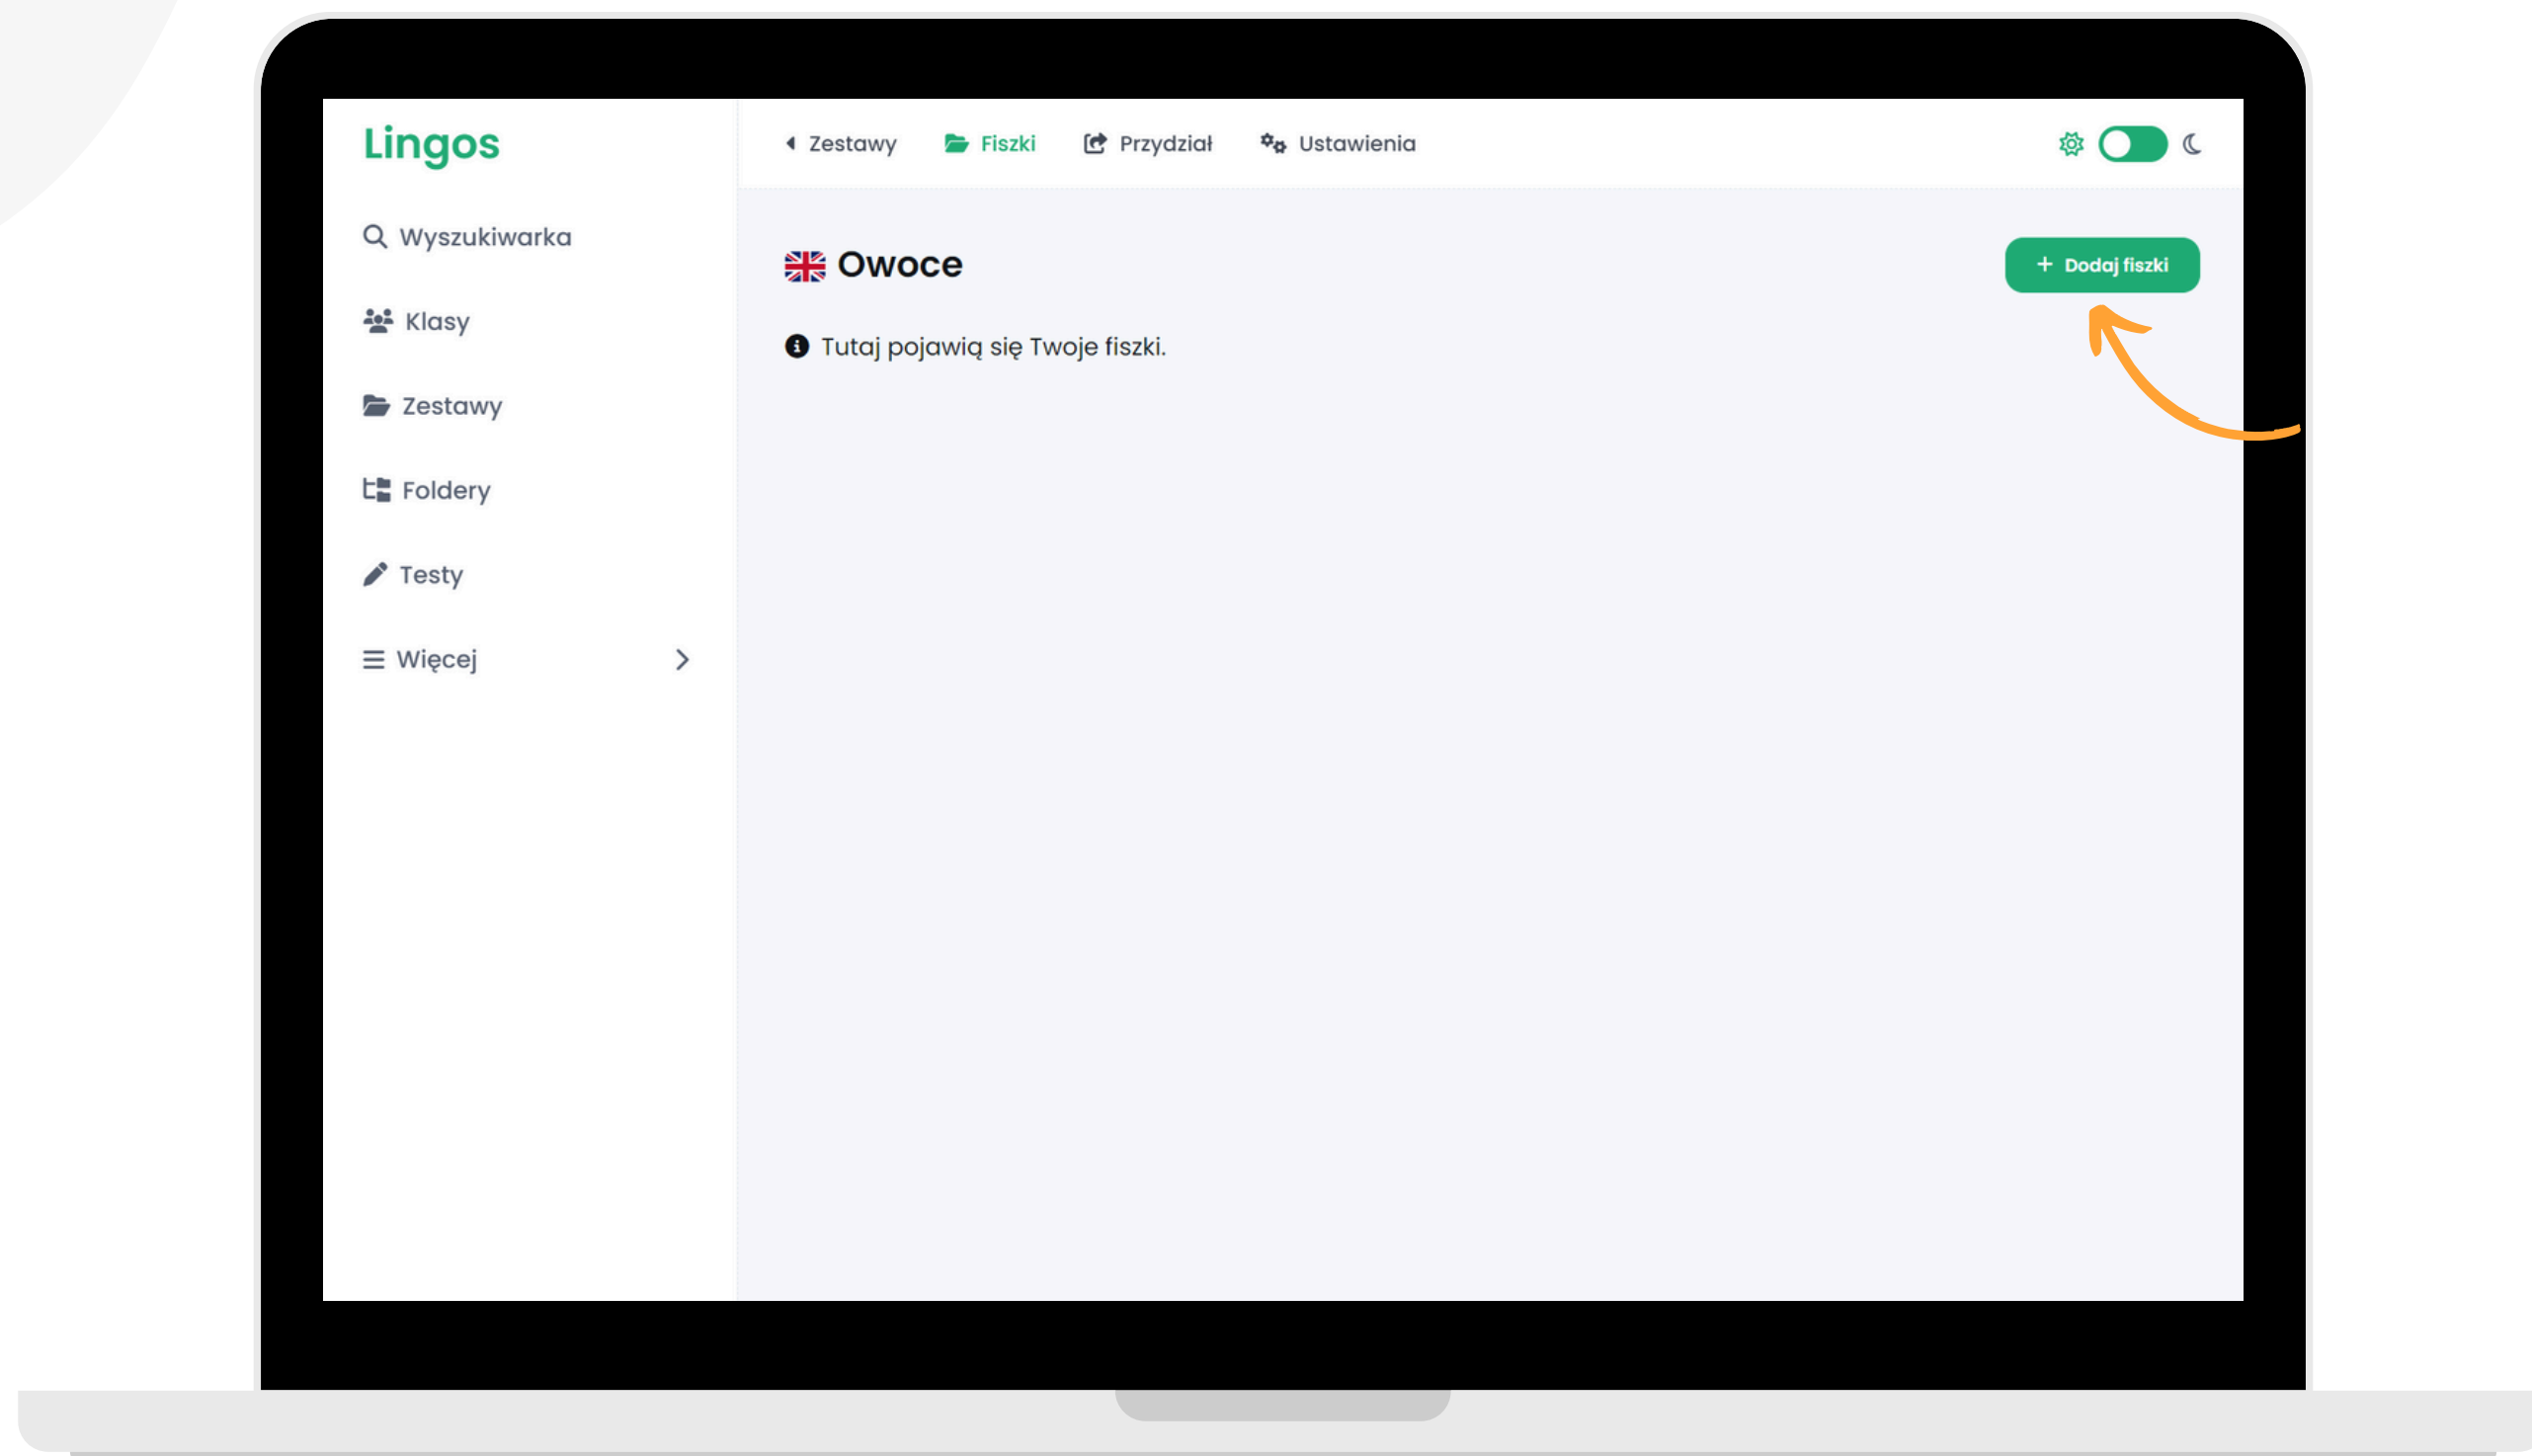 Lingos
Zestawy Fiszki Przydział Ustawienia
Wyszukiwarka
Klasy
Zestawy
Foldery
Testy
Więcej
Owoce
+ Dodaj fiszki
Tutaj pojawią się Twoje fiszki.